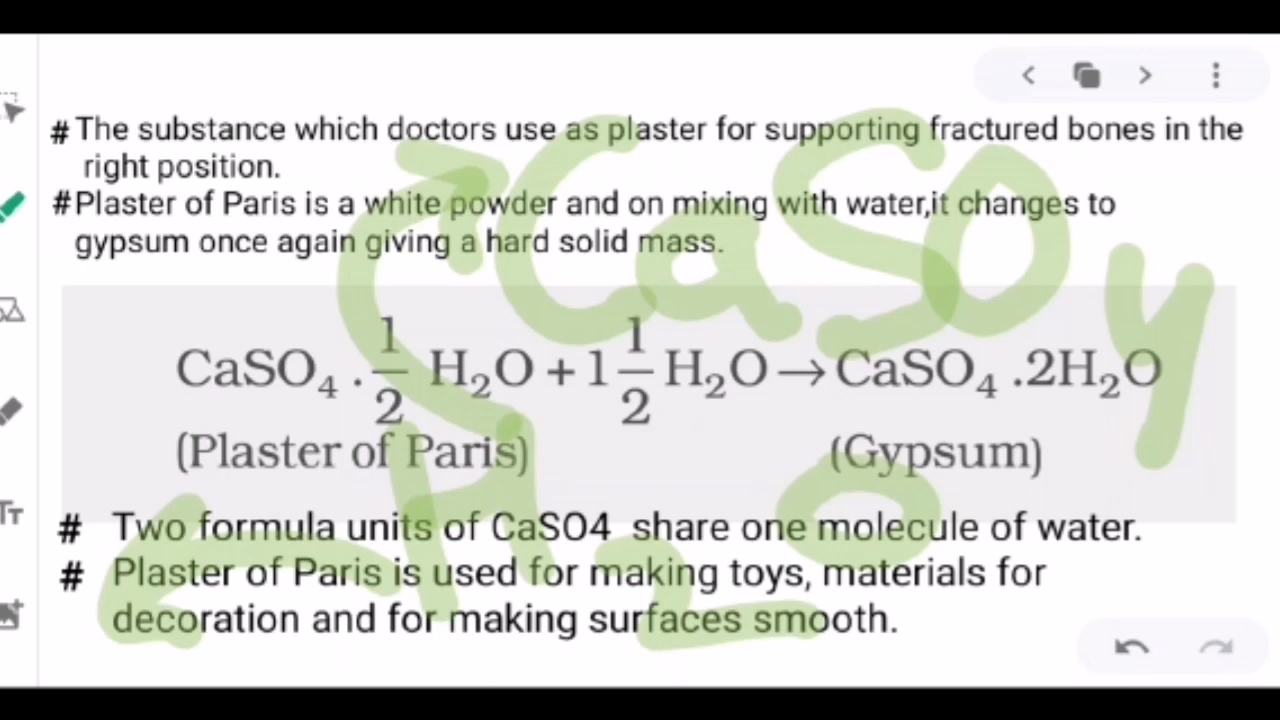 # The substance which doctors use as plaster for supporting fractured bones in the
right position.
#Plaster of Paris is a white powder and on mixing with water,it changes to
gypsum once again giving a hard solid mass.
CaSO₄ . 1/2 H₂O + 1 1/2 H₂O → CaSO₄ .2H₂O
(Plaster of Paris) (Gypsum)
# Two formula units of CaSO4 share one molecule of water.
# Plaster of Paris is used for making toys, materials for
decoration and for making surfaces smooth.
CaSO4
H2O
Tт